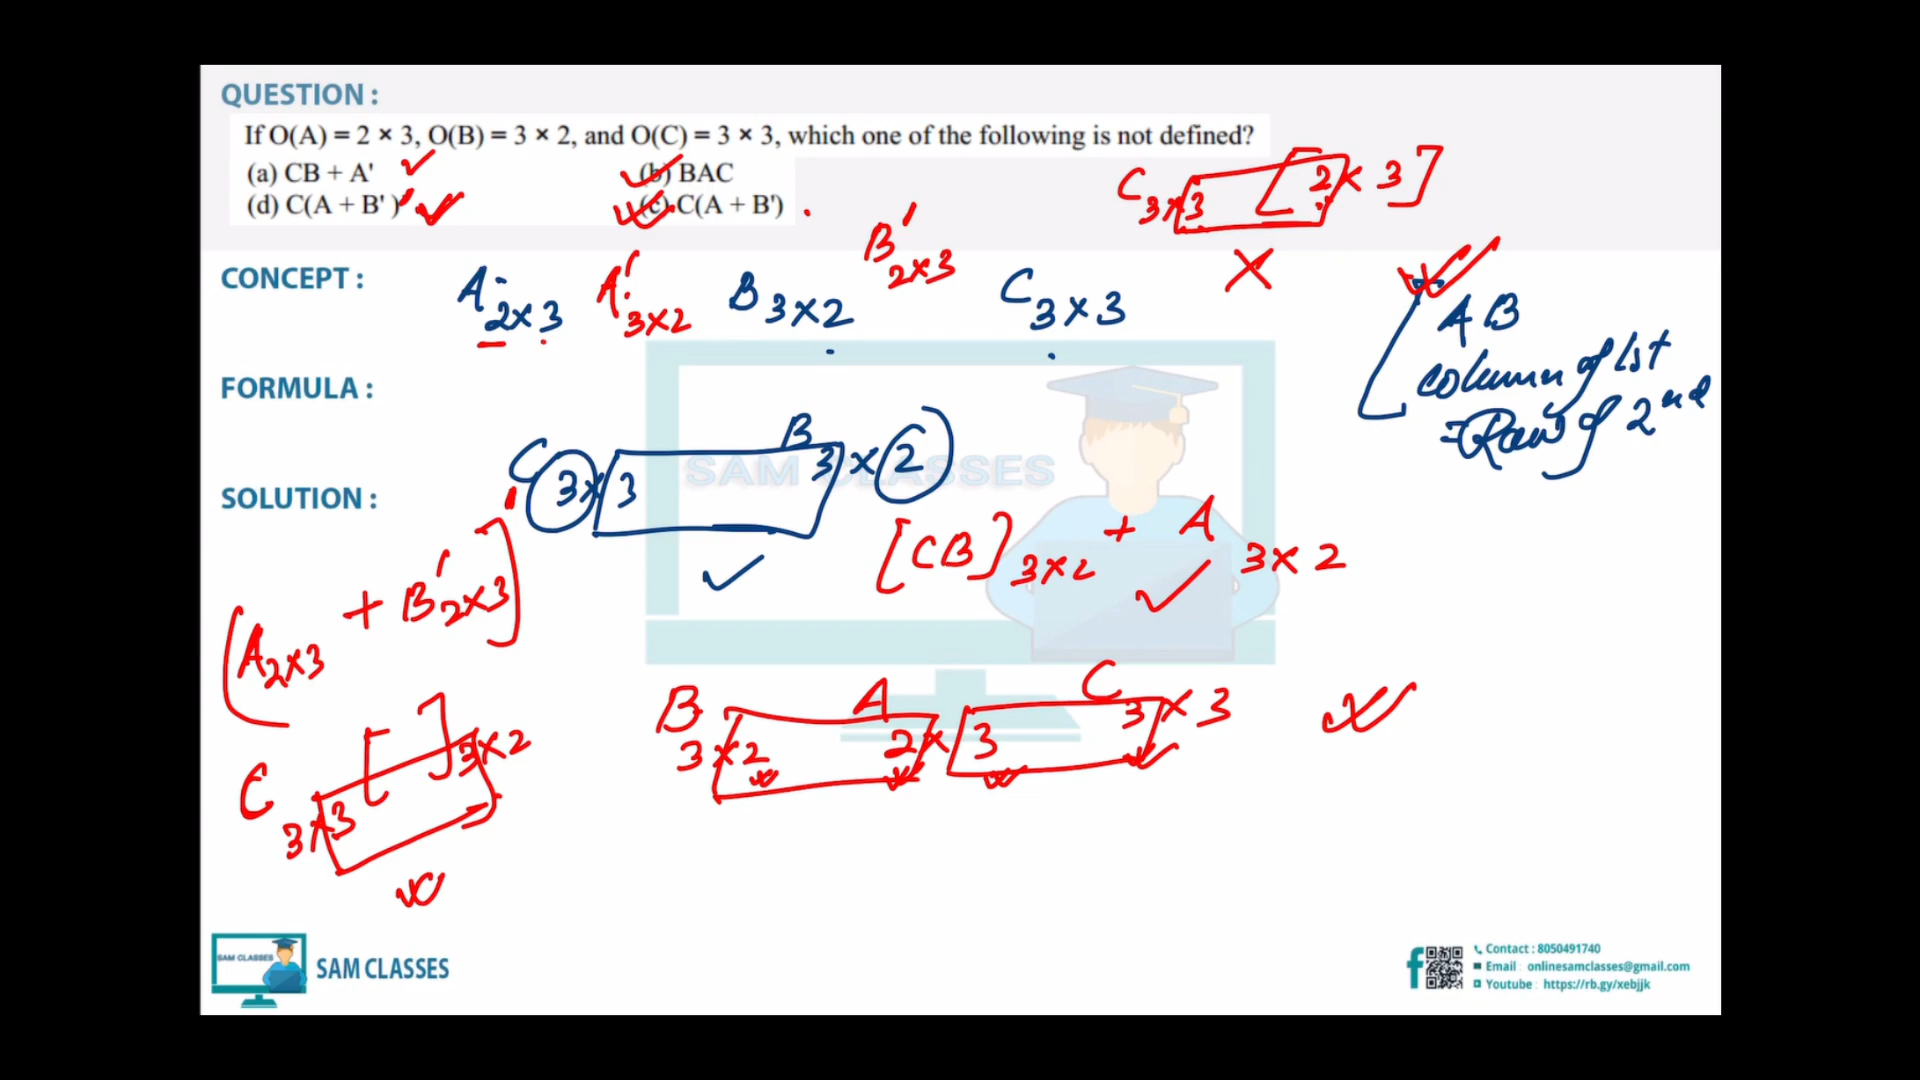 QUESTION :
If O(A) = 2 × 3, O(B) = 3 × 2, and O(C) = 3 × 3, which one of the following is not defined?
(a) CB + A' (b) BAC
(d) C(A + B')' (c) C(A + B')
C 3×3 [2×3]
×
CONCEPT :
A 2×3 A' 3×2 B 3×2 B' 2×3 C 3×3
AB
column of 1st
= Row of 2nd
FORMULA :
C 3×3 B 3×2
SAM CLASSES
SOLUTION :
[CB] 3×2 + A 3×2
[A 2×3 + B' 2×3]'
B 3×2 A 2×3 C 3×3
C 3×3 [ ] 3×2
SAM CLASSES
SAM CLASSES
Contact : 8050491740
Email : onlinesamclasses@gmail.com
Youtube : https://rb.gy/xebjjk